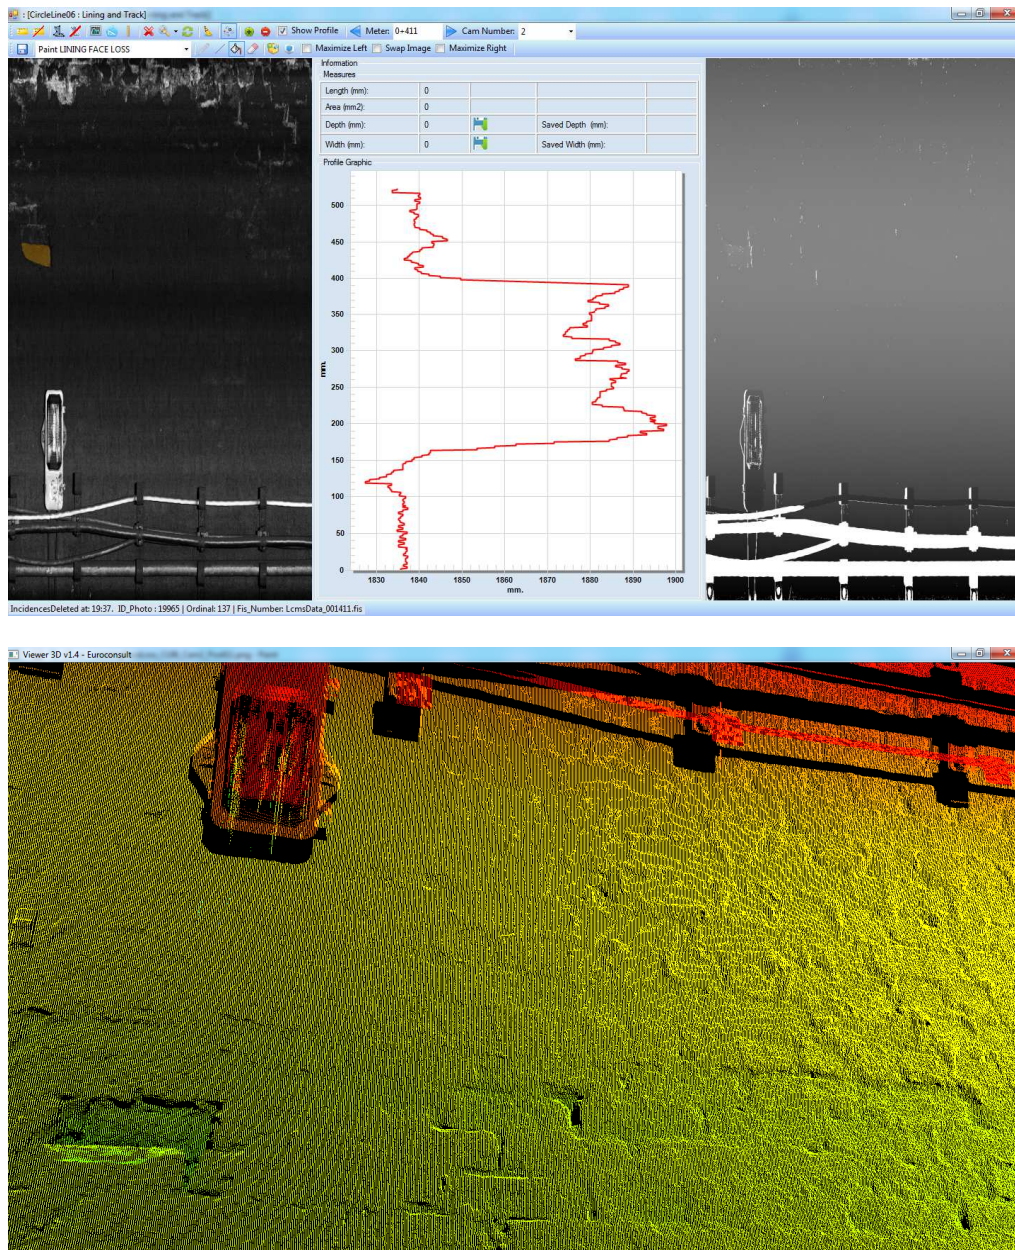 : [CircleLine06 : Lining and Track]
Show Profile Meter: 0+411 Cam Number: 2
Paint LINING FACE LOSS Maximize Left Swap Image Maximize Right
Information
Measures
Length (mm): 0
Area (mm2): 0
Depth (mm): 0 Saved Depth (mm):
Width (mm): 0 Saved Width (mm):
Profile Graphic
500
450
400
350
300
mm.
250
200
150
100
50
0
1830 1840 1850 1860 1870 1880 1890 1900
mm.
IncidencesDeleted at: 19:37. ID_Photo : 19965 | Ordinal: 137 | Fis_Number: LcmsData_001411.fis
Viewer 3D v1.4 - Euroconsult